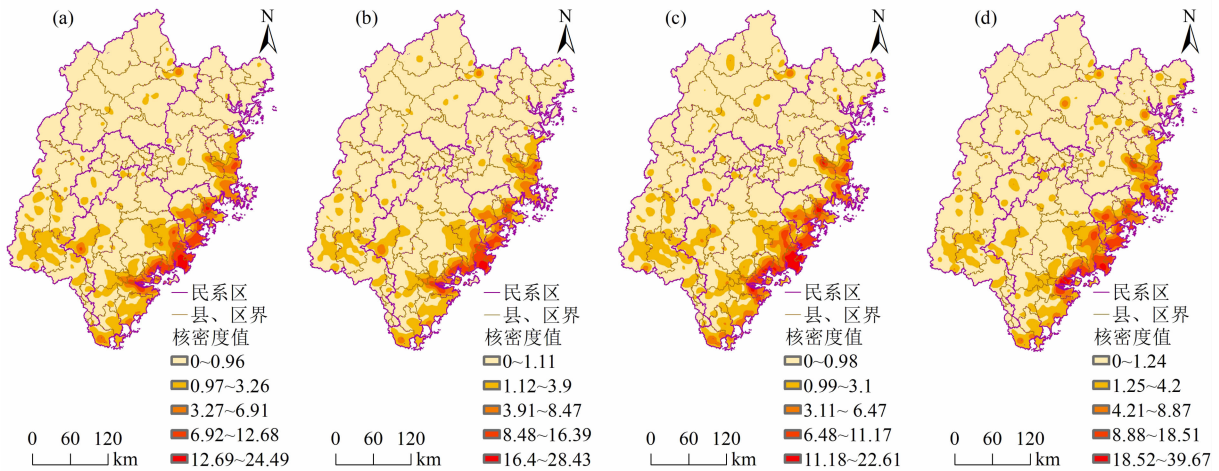 (a)
N
民系区
县、区界
核密度值
0~0.96
0.97~3.26
3.27~6.91
6.92~12.68
12.69~24.49
0 60 120
km
(b)
N
民系区
县、区界
核密度值
0~1.11
1.12~3.9
3.91~8.47
8.48~16.39
16.4~28.43
0 60 120
km
(c)
N
民系区
县、区界
核密度值
0~0.98
0.99~3.1
3.11~ 6.47
6.48~11.17
11.18~22.61
0 60 120
km
(d)
N
民系区
县、区界
核密度值
0~1.24
1.25~4.2
4.21~8.87
8.88~18.51
18.52~39.67
0 60 120
km